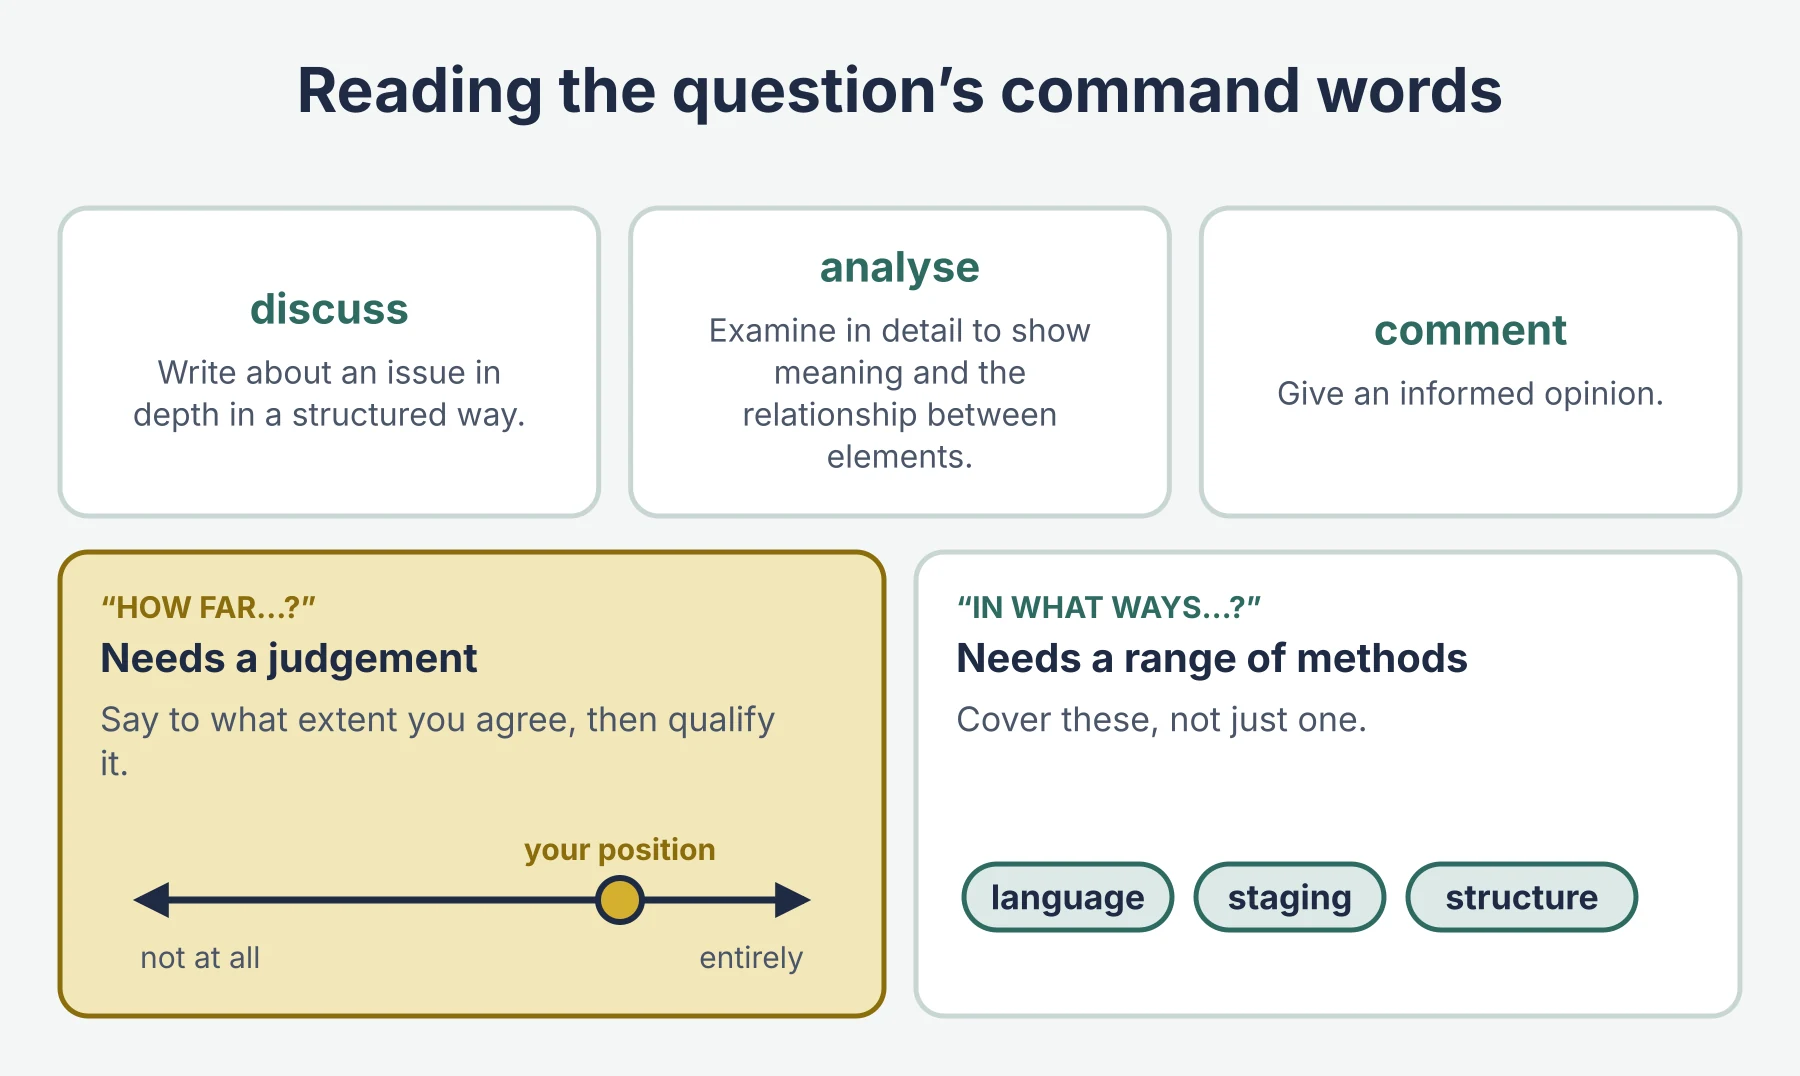 Reading the question’s command words
discuss
Write about an issue in
depth in a structured way.
analyse
Examine in detail to show
meaning and the
relationship between
elements.
comment
Give an informed opinion.
“HOW FAR…?”
Needs a judgement
Say to what extent you agree, then qualify
it.
your position
not at all
entirely
“IN WHAT WAYS…?”
Needs a range of methods
Cover these, not just one.
language
staging
structure